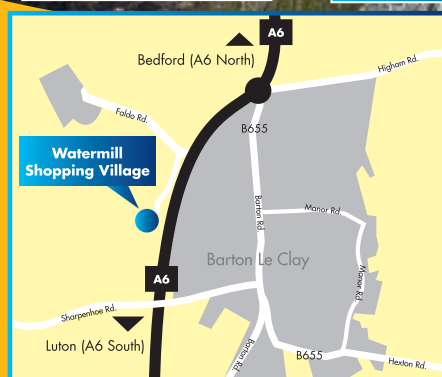 A6
Bedford (A6 North)
Higham Rd.
Faldo Rd.
B655
Watermill
Shopping Village
Barton Rd.
Manor Rd.
Barton Le Clay
Manor Rd.
A6
Sharpenhoe Rd.
Luton (A6 South)
Barton Rd.
B655
Hexton Rd.